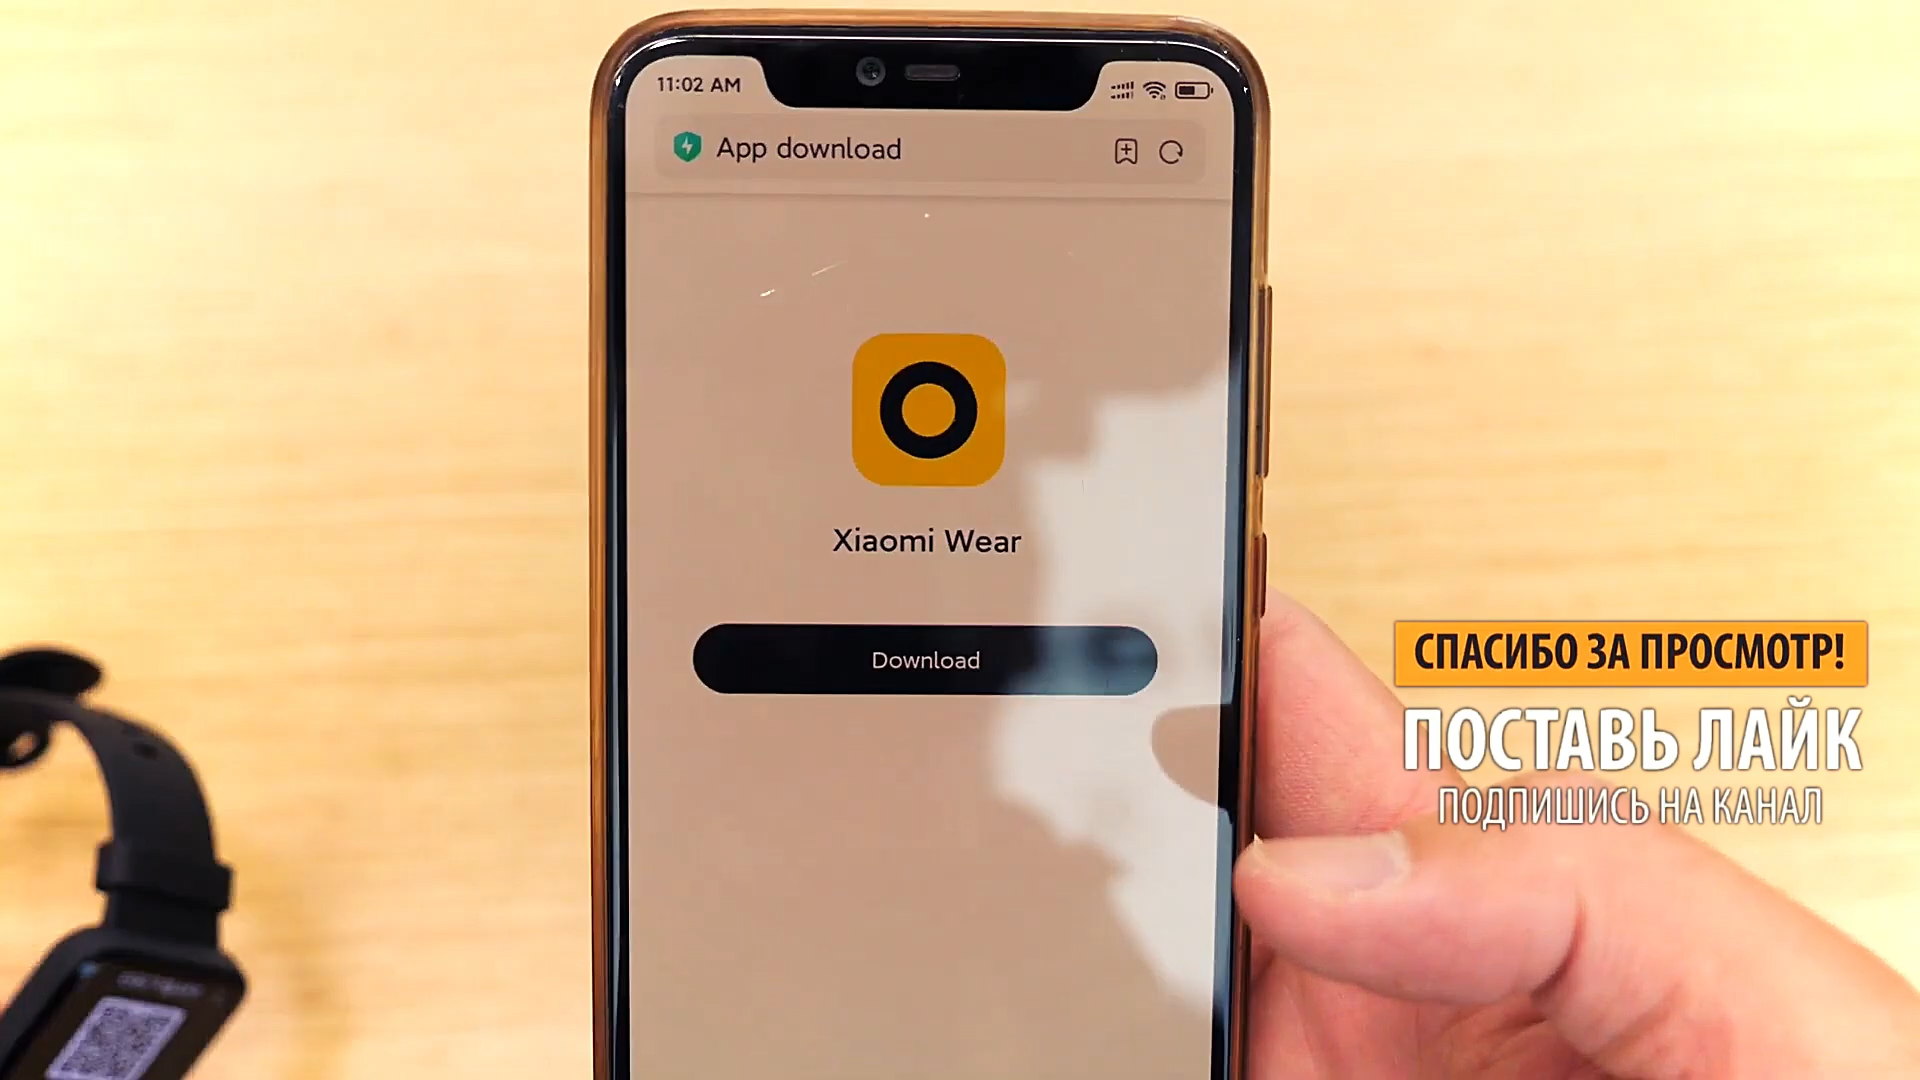 11:02 AM
App download
Xiaomi Wear
Download
СПАСИБО ЗА ПРОСМОТР!
ПОСТАВЬ ЛАЙК
ПОДПИШИСЬ НА КАНАЛ